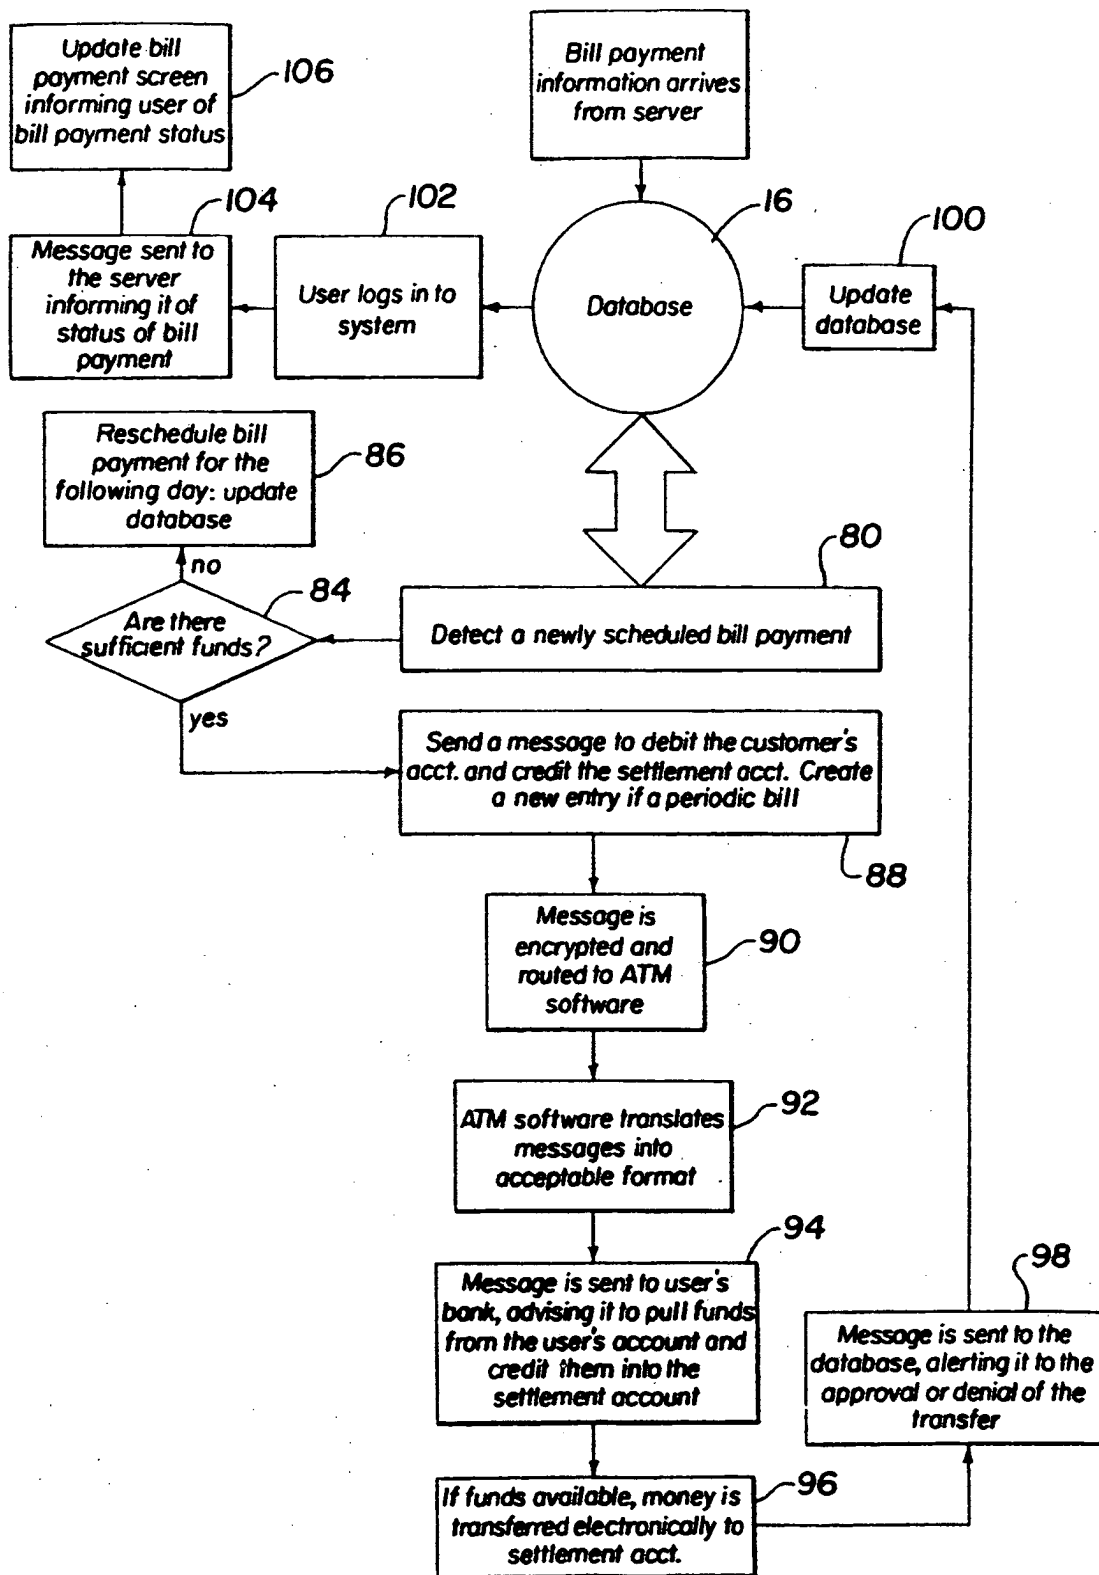 Update bill
payment screen
informing user of
bill payment status
106
Bill payment
information arrives
from server
104
102
16
100
Message sent to
the server
informing it of
status of bill
payment
User logs in to
system
Database
Update
database
Reschedule bill
payment for the
following day: update
database
86
no
84
Are there
sufficient funds?
yes
80
Detect a newly scheduled bill payment
Send a message to debit the customer's
acct. and credit the settlement acct. Create
a new entry if a periodic bill
88
Message is
encrypted and
routed to ATM
software
90
ATM software translates
messages into
acceptable format
92
94
Message is sent to user's
bank, advising it to pull funds
from the user's account and
credit them into the
settlement account
98
Message is sent to the
database, alerting it to the
approval or denial of the
transfer
If funds available, money is
transferred electronically to
settlement acct.
96